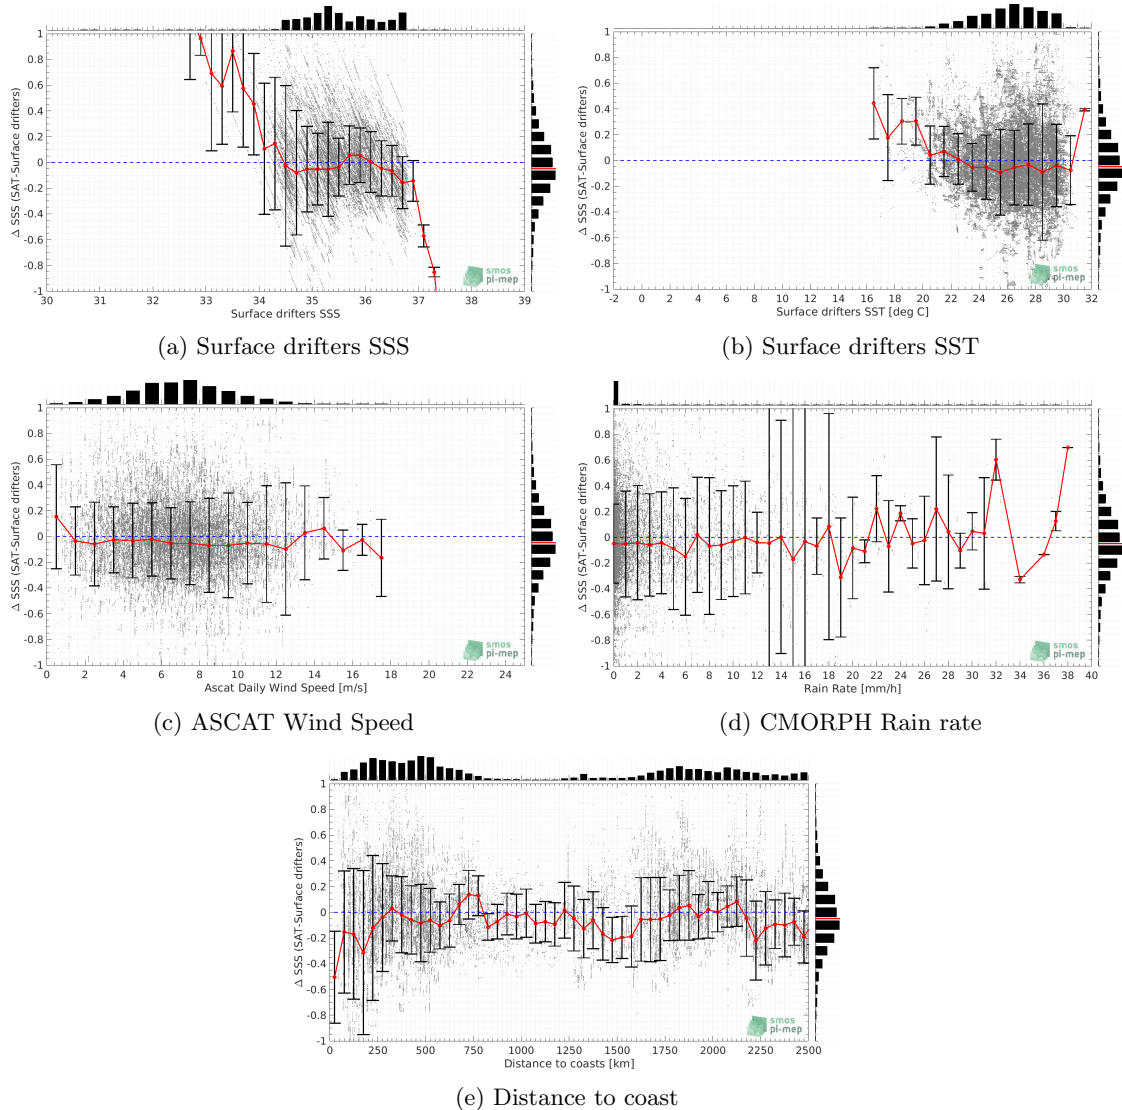 Δ SSS (SAT-Surface drifters)
1
0.8
0.6
0.4
0.2
0
-0.2
-0.4
-0.6
-0.8
-1
30 31 32 33 34 35 36 37 38 39
Surface drifters SSS
smos
pi-mep
(a) Surface drifters SSS
Δ SSS (SAT-Surface drifters)
1
0.8
0.6
0.4
0.2
0
-0.2
-0.4
-0.6
-0.8
-1
-2 0 2 4 6 8 10 12 14 16 18 20 22 24 26 28 30 32
Surface drifters SST [deg C]
smos
pi-mep
(b) Surface drifters SST
Δ SSS (SAT-Surface drifters)
1
0.8
0.6
0.4
0.2
0
-0.2
-0.4
-0.6
-0.8
-1
0 2 4 6 8 10 12 14 16 18 20 22 24
Ascat Daily Wind Speed [m/s]
smos
pi-mep
(c) ASCAT Wind Speed
Δ SSS (SAT-Surface drifters)
1
0.8
0.6
0.4
0.2
0
-0.2
-0.4
-0.6
-0.8
-1
0 2 4 6 8 10 12 14 16 18 20 22 24 26 28 30 32 34 36 38 40
Rain Rate [mm/h]
smos
pi-mep
(d) CMORPH Rain rate
Δ SSS (SAT-Surface drifters)
1
0.8
0.6
0.4
0.2
0
-0.2
-0.4
-0.6
-0.8
-1
0 250 500 750 1000 1250 1500 1750 2000 2250 2500
Distance to coasts [km]
smos
pi-mep
(e) Distance to coast